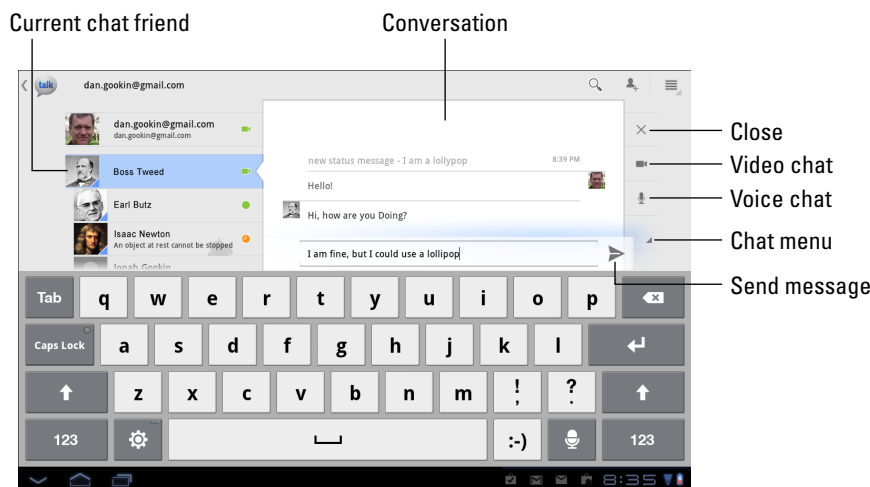 Current chat friend
Conversation
talk
dan.gookin@gmail.com
dan.gookin@gmail.com
dan.gookin@gmail.com
Boss Tweed
Earl Butz
Isaac Newton
An object at rest cannot be stopped
Jonah Gookin
new status message - I am a lollypop
8:39 PM
Hello!
Hi, how are you Doing?
I am fine, but I could use a lollipop
Close
Video chat
Voice chat
Chat menu
Send message
Tab q w e r t y u i o p
Caps Lock a s d f g h j k l
z x c v b n m ! , ? .
123 :-) 123
8:35